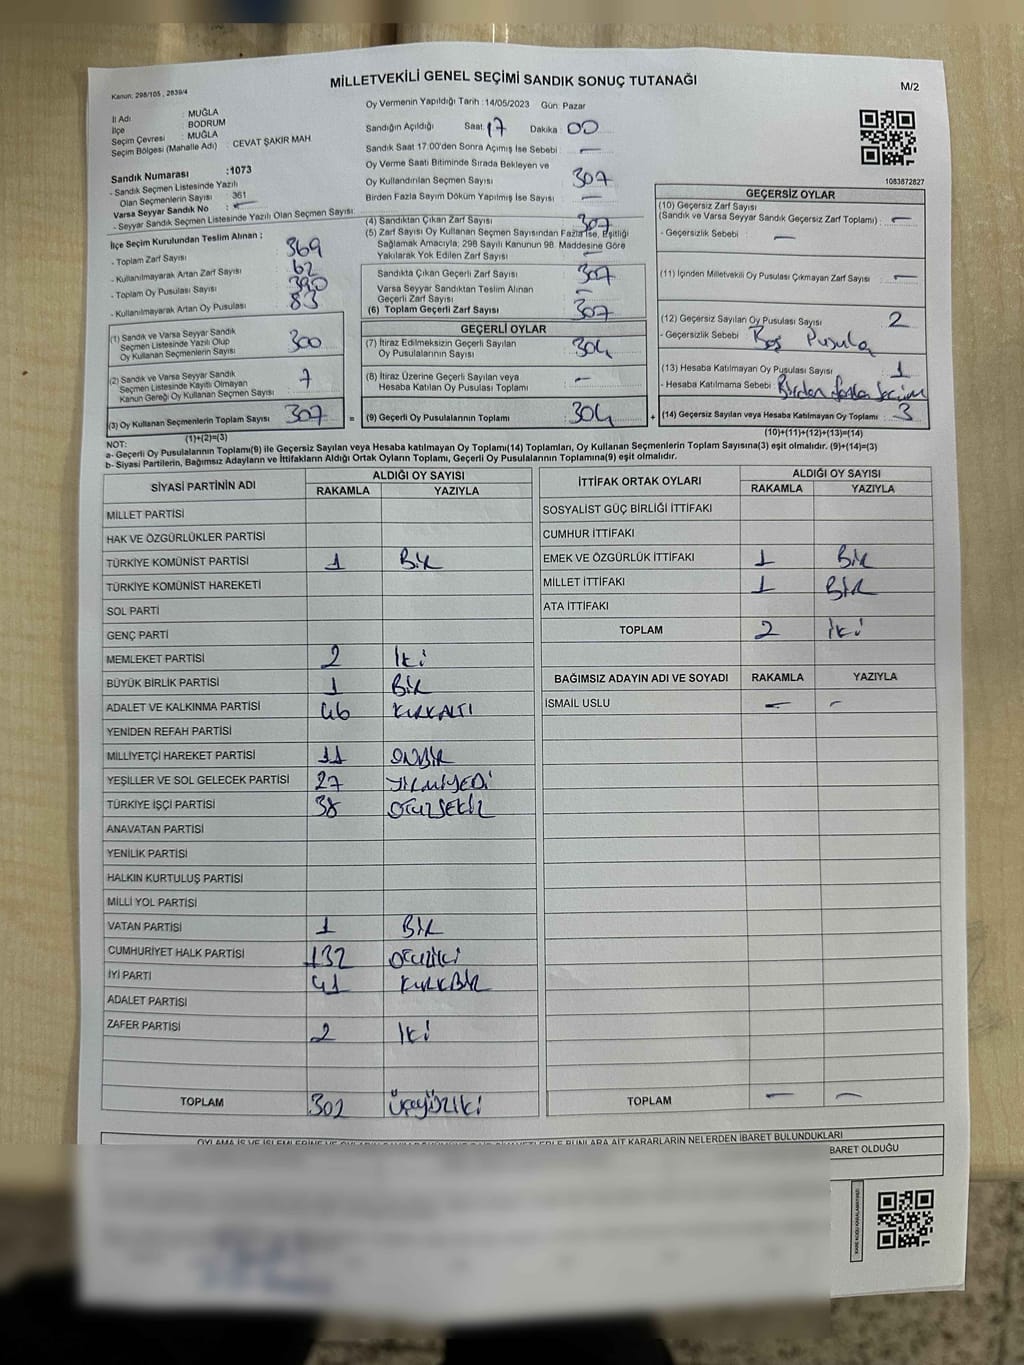 MİLLETVEKİLİ GENEL SEÇİMİ SANDIK SONUÇ TUTANAĞI
M/2
Kanun: 298/105 , 2839/4
İl Adı : MUĞLA
İlçe : BODRUM
Seçim Çevresi : MUĞLA
Seçim Bölgesi (Mahalle Adı) : CEVAT ŞAKİR MAH
Sandık Numarası :1073
- Sandık Seçmen Listesinde Yazılı
Olan Seçmenlerin Sayısı : 361
Varsa Seyyar Sandık No : —
- Seyyar Sandık Seçmen Listesinde Yazılı Olan Seçmen Sayısı
İlçe Seçim Kurulundan Teslim Alınan ;
- Toplam Zarf Sayısı 369
- Kullanılmayarak Artan Zarf Sayısı 62
- Toplam Oy Pusulası Sayısı 390
- Kullanılmayarak Artan Oy Pusulası 83
(1) Sandık ve Varsa Seyyar Sandık
Seçmen Listesinde Yazılı Olup
Oy Kullanan Seçmenlerin Sayısı 300
(2) Sandık ve Varsa Seyyar Sandık
Seçmen Listesinde Kayıtlı Olmayan
Kanun Gereği Oy Kullanan Seçmen Sayısı 7
(3) Oy Kullanan Seçmenlerin Toplam Sayısı 307
(1)+(2)=(3)
Oy Vermenin Yapıldığı Tarih : 14/05/2023 Gün: Pazar
Sandığın Açıldığı Saat : 17 Dakika : 00
Sandık Saat 17:00'den Sonra Açımış İse Sebebi : —
Oy Verme Saati Bitiminde Sırada Bekleyen ve
Oy Kullandırılan Seçmen Sayısı 307
Birden Fazla Sayım Döküm Yapılmış İse Sayısı —
(4) Sandıktan Çıkan Zarf Sayısı 307
(5) Zarf Sayısı Oy Kullanan Seçmen Sayısından Fazla İse, Eşitliği
Sağlamak Amacıyla; 298 Sayılı Kanunun 98. Maddesine Göre
Yakılarak Yok Edilen Zarf Sayısı —
Sandıkta Çıkan Geçerli Zarf Sayısı 307
Varsa Seyyar Sandıktan Teslim Alınan
Geçerli Zarf Sayısı —
(6) Toplam Geçerli Zarf Sayısı 307
GEÇERLİ OYLAR
(7) İtiraz Edilmeksizin Geçerli Sayılan
Oy Pusulalarının Sayısı 304
(8) İtiraz Üzerine Geçerli Sayılan veya
Hesaba Katılan Oy Pusulası Toplamı —
= (9) Geçerli Oy Pusulalarının Toplamı 304 +
1083872827
GEÇERSİZ OYLAR
(10) Geçersiz Zarf Sayısı
(Sandık ve Varsa Seyyar Sandık Geçersiz Zarf Toplamı) : —
- Geçersizlik Sebebi : —
(11) İçinden Milletvekili Oy Pusulası Çıkmayan Zarf Sayısı : —
(12) Geçersiz Sayılan Oy Pusulası Sayısı : 2
- Geçersizlik Sebebi : Boş Pusula
(13) Hesaba Katılmayan Oy Pusulası Sayısı : 1
- Hesaba Katılmama Sebebi : Birden fazla seçim
(14) Geçersiz Sayılan veya Hesaba Katılmayan Oy Toplamı : 3
(10)+(11)+(12)+(13)=(14)
NOT:
a- Geçerli Oy Pusulalarının Toplamı(9) ile Geçersiz Sayılan veya Hesaba katılmayan Oy Toplamı(14) Toplamları, Oy Kullanan Seçmenlerin Toplam Sayısına(3) eşit olmalıdır. (9)+(14)=(3)
b- Siyasi Partilerin, Bağımsız Adayların ve İttifakların Aldığı Ortak Oyların Toplamı, Geçerli Oy Pusulalarının Toplamına(9) eşit olmalıdır.
SİYASİ PARTİNİN ADI ALDIĞI OY SAYISI
RAKAMLA YAZIYLA
MİLLET PARTİSİ
HAK VE ÖZGÜRLÜKLER PARTİSİ
TÜRKİYE KOMÜNİST PARTİSİ 1 BİR
TÜRKİYE KOMÜNİST HAREKETİ
SOL PARTİ
GENÇ PARTİ
MEMLEKET PARTİSİ 2 İKİ
BÜYÜK BİRLİK PARTİSİ 1 BİR
ADALET VE KALKINMA PARTİSİ 46 KIRKALTI
YENİDEN REFAH PARTİSİ
MİLLİYETÇİ HAREKET PARTİSİ 11 ONBİR
YEŞİLLER VE SOL GELECEK PARTİSİ 27 YİRMİYEDİ
TÜRKİYE İŞÇİ PARTİSİ 38 OTUZSEKİZ
ANAVATAN PARTİSİ
YENİLİK PARTİSİ
HALKIN KURTULUŞ PARTİSİ
MİLLİ YOL PARTİSİ
VATAN PARTİSİ 1 BİR
CUMHURİYET HALK PARTİSİ 132 OTUZİKİ
İYİ PARTİ 41 KIRKBİR
ADALET PARTİSİ
ZAFER PARTİSİ 2 İKİ
TOPLAM 302 ÜÇYÜZİKİ
İTTİFAK ORTAK OYLARI ALDIĞI OY SAYISI
RAKAMLA YAZIYLA
SOSYALİST GÜÇ BİRLİĞİ İTTİFAKI
CUMHUR İTTİFAKI
EMEK VE ÖZGÜRLÜK İTTİFAKI 1 BİR
MİLLET İTTİFAKI 1 BİR
ATA İTTİFAKI
TOPLAM 2 İKİ
BAĞIMSIZ ADAYIN ADI VE SOYADI RAKAMLA YAZIYLA
İSMAİL USLU — —
TOPLAM — —
NELERDEN İBARET BULUNDUKLARI
BARET OLDUĞU